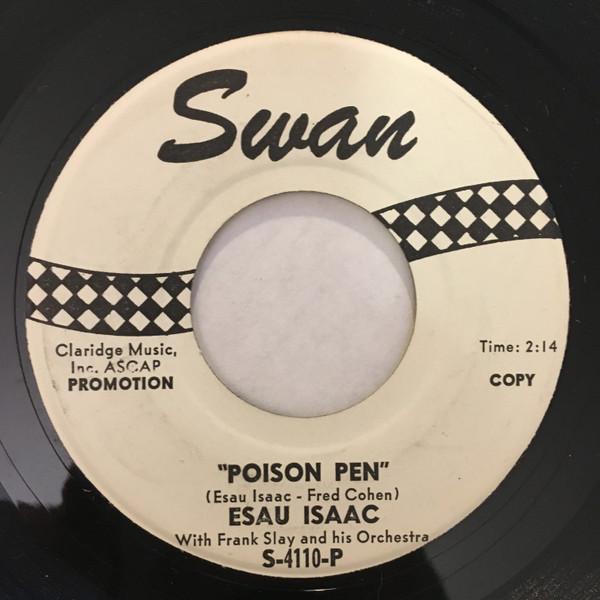 Swan
Claridge Music,
Inc. ASCAP
PROMOTION
Time: 2:14
COPY
"POISON PEN"
(Esau Isaac - Fred Cohen)
ESAU ISAAC
With Frank Slay and his Orchestra
S-4110-P